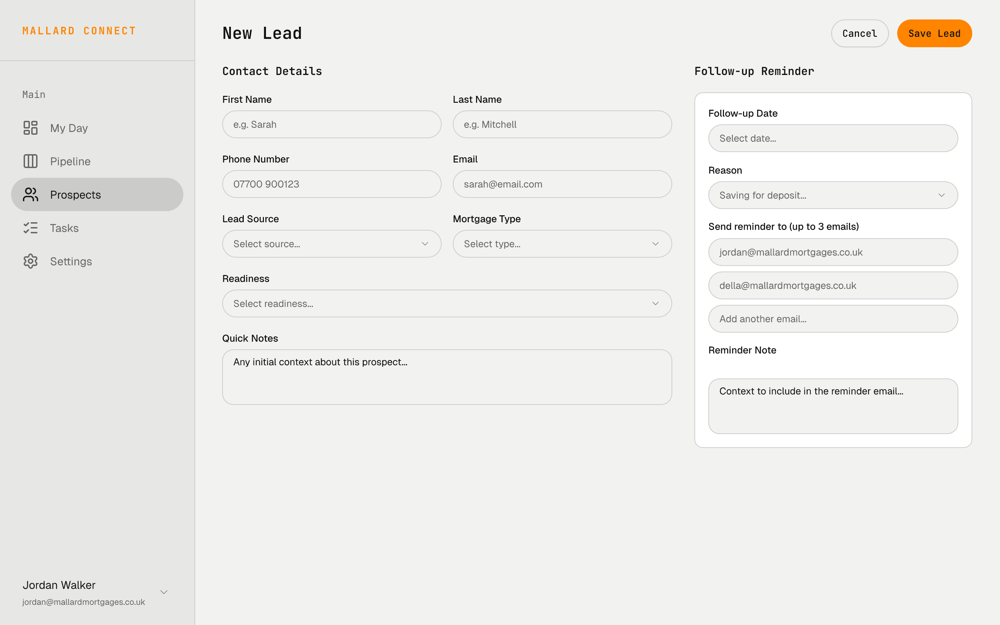 MALLARD CONNECT
Main
My Day
Pipeline
Prospects
Tasks
Settings
Jordan Walker
jordan@mallardmortgages.co.uk
New Lead
Cancel
Save Lead
Contact Details
First Name
Last Name
e.g. Sarah
e.g. Mitchell
Phone Number
Email
07700 900123
sarah@email.com
Lead Source
Mortgage Type
Select source...
Select type...
Readiness
Select readiness...
Quick Notes
Any initial context about this prospect...
Follow-up Reminder
Follow-up Date
Select date...
Reason
Saving for deposit...
Send reminder to (up to 3 emails)
jordan@mallardmortgages.co.uk
della@mallardmortgages.co.uk
Add another email...
Reminder Note
Context to include in the reminder email...